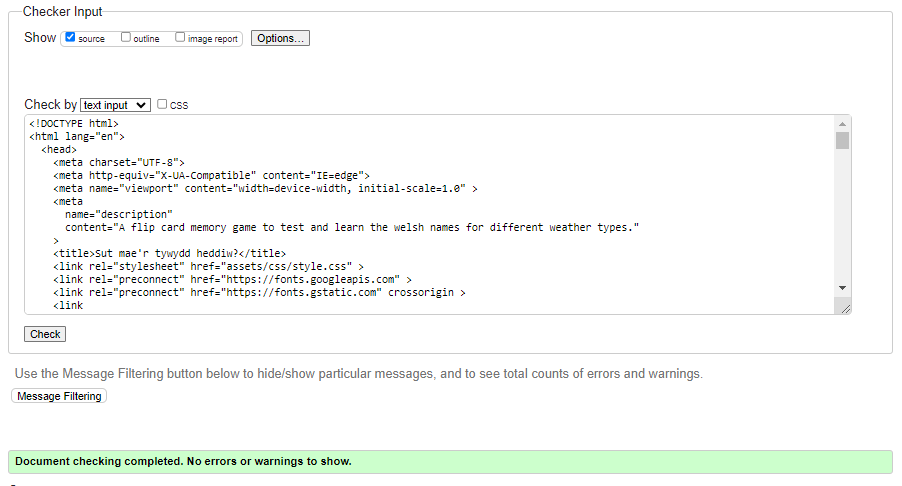 Checker Input
Show source outline image report Options...
Check by text input css
<!DOCTYPE html>
<html lang="en">
<head>
<meta charset="UTF-8">
<meta http-equiv="X-UA-Compatible" content="IE=edge">
<meta name="viewport" content="width=device-width, initial-scale=1.0" >
<meta
name="description"
content="A flip card memory game to test and learn the welsh names for different weather types."
>
<title>Sut mae'r tywydd heddiw?</title>
<link rel="stylesheet" href="assets/css/style.css" >
<link rel="preconnect" href="https://fonts.googleapis.com" >
<link rel="preconnect" href="https://fonts.gstatic.com" crossorigin >
<link
Check
Use the Message Filtering button below to hide/show particular messages, and to see total counts of errors and warnings.
Message Filtering
Document checking completed. No errors or warnings to show.